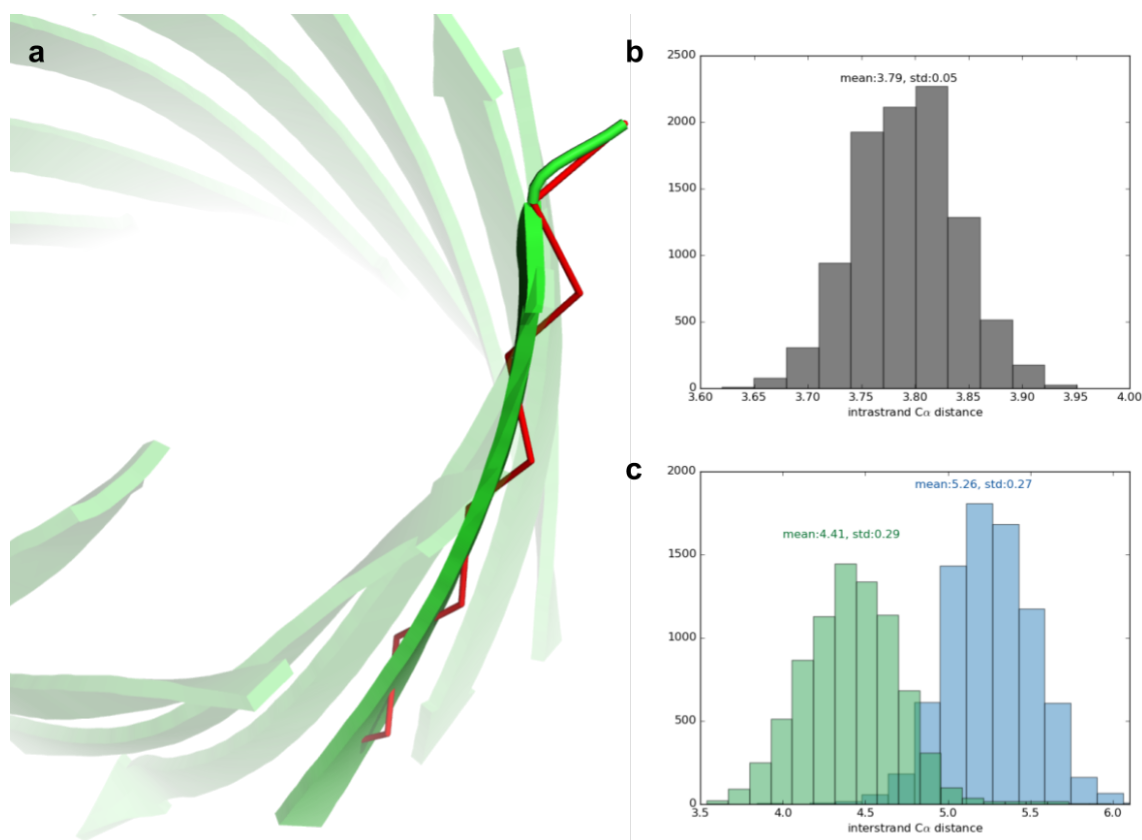 a
b
2500
mean:3.79, std:0.05
2000
1500
1000
500
0
3.60 3.65 3.70 3.75 3.80 3.85 3.90 3.95 4.00
intrastrand Cα distance
c
2000
mean:5.26, std:0.27
mean:4.41, std:0.29
1500
1000
500
0
3.5 4.0 4.5 5.0 5.5 6.0
interstrand Cα distance